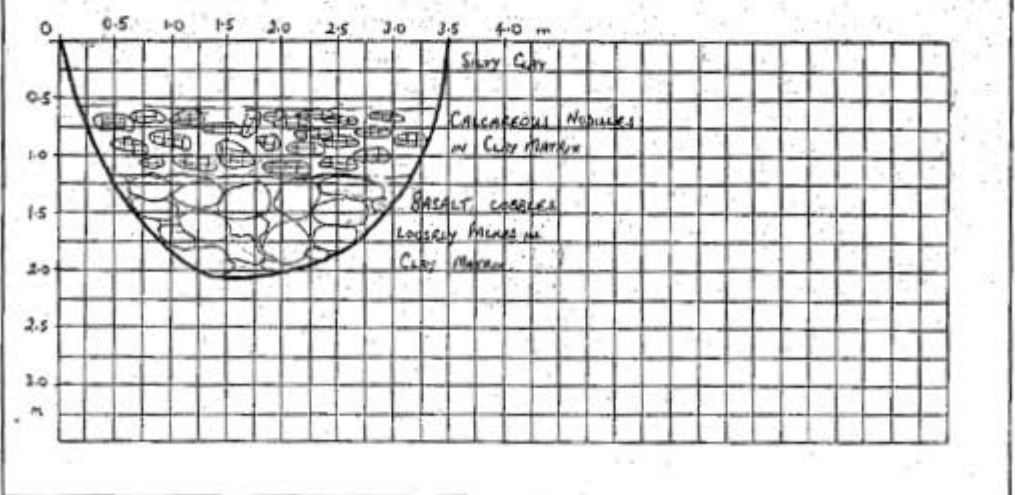 0 0.5 1.0 1.5 2.0 2.5 3.0 3.5 4.0 m
0.5
1.0
1.5
2.0
2.5
3.0
m
SILTY CLAY
CALCAREOUS NODULES
IN CLAY MATRIX
BASALT COBBLES
LOOSELY PACKED IN
CLAY MATRIX